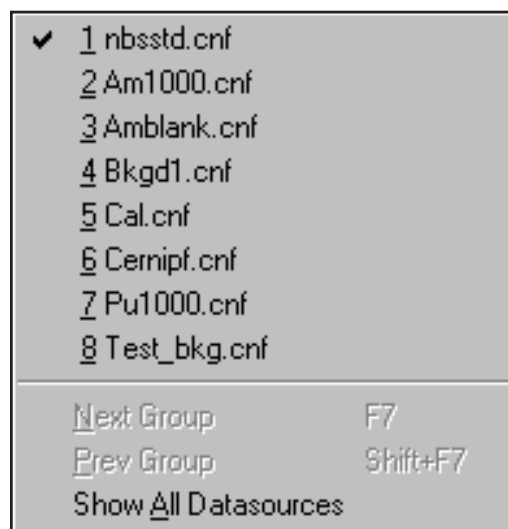 ✔ 1 nbsstd.cnf
2 Am1000.cnf
3 Amblank.cnf
4 Bkgd1.cnf
5 Cal.cnf
6 Cernipf.cnf
7 Pu1000.cnf
8 Test_bkg.cnf
Next Group F7
Prev Group Shift+F7
Show All Datasources